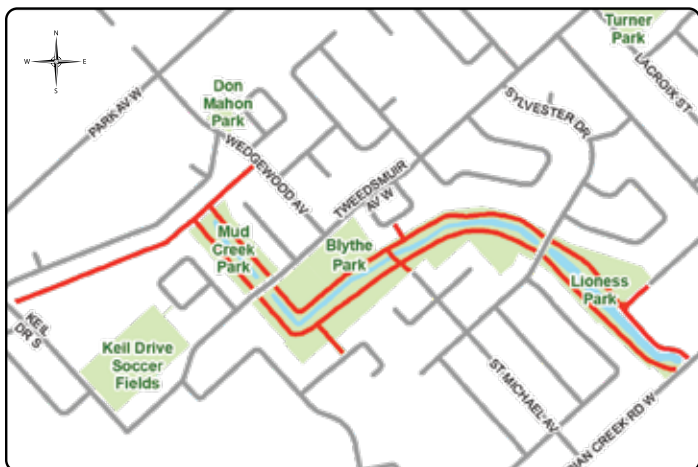 Turner
Park
N
W
E
S
Don
Mahon
Park
PARK AV W
LACROIX ST
SYLVESTER DR
WEDGEWOOD AV
TWEEDSMUIR
AV W
Mud
Creek
Park
Blythe
Park
Lioness
Park
KEIL
DR S
Keil Drive
Soccer
Fields
ST MICHAEL AV
CREEK RD W